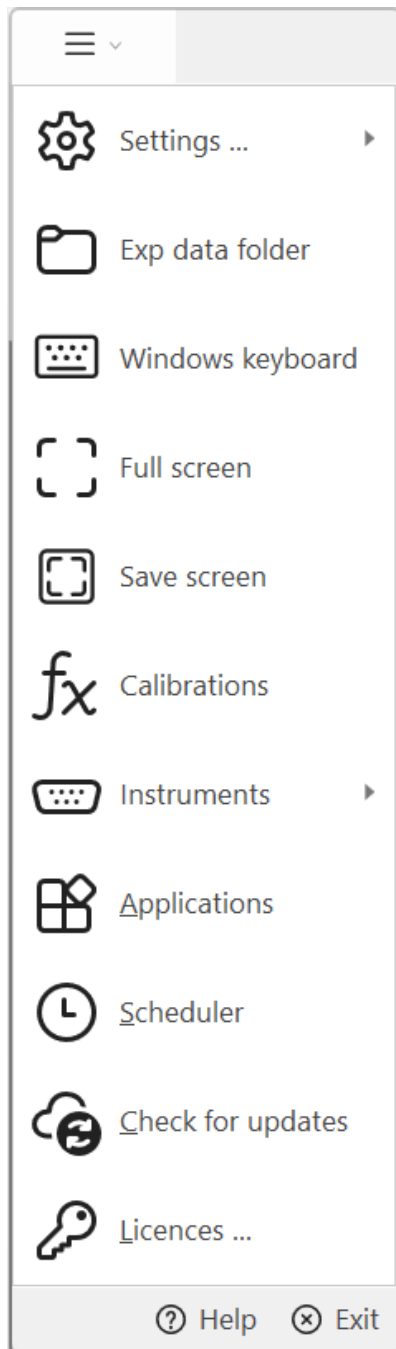 Settings ...
Exp data folder
Windows keyboard
Full screen
Save screen
fx Calibrations
Instruments
Applications
Scheduler
Check for updates
Licences ...
Help Exit